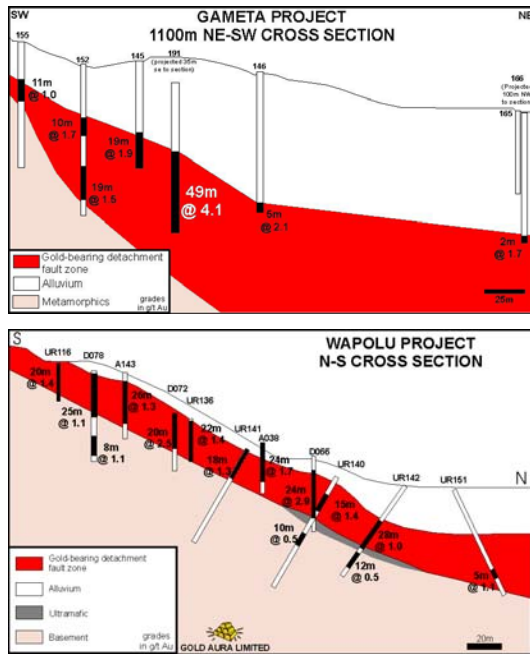 GAMETA PROJECT
1100m NE-SW CROSS SECTION
SW
NE
155
152
145
191
(projected 35m
se to section)
146
166
(Projected
100m NW
to section)
165
11m
@ 1.0
10m
@ 1.7
19m
@ 1.9
19m
@ 1.5
49m
@ 4.1
5m
@ 2.1
2m
@ 1.7
Gold-bearing detachment
fault zone
Alluvium
Metamorphics
grades
in g/t Au
25m
WAPOLU PROJECT
N-S CROSS SECTION
S
N
UR116
D078
A143
D072
UR136
UR141
A038
D066
UR140
UR142
UR151
20m
@ 1.4
25m
@ 1.1
8m
@ 1.1
26m
@ 1.3
20m
@ 2.5
22m
@ 1.4
18m
@ 1.3
24m
@ 1.7
24m
@ 2.9
15m
@ 1.4
10m
@ 0.5
28m
@ 1.0
12m
@ 0.5
5m
@ 1.1
Gold-bearing detachment
fault zone
Alluvium
Ultramafic
Basement
grades
in g/t Au
GOLD AURA LIMITED
20m